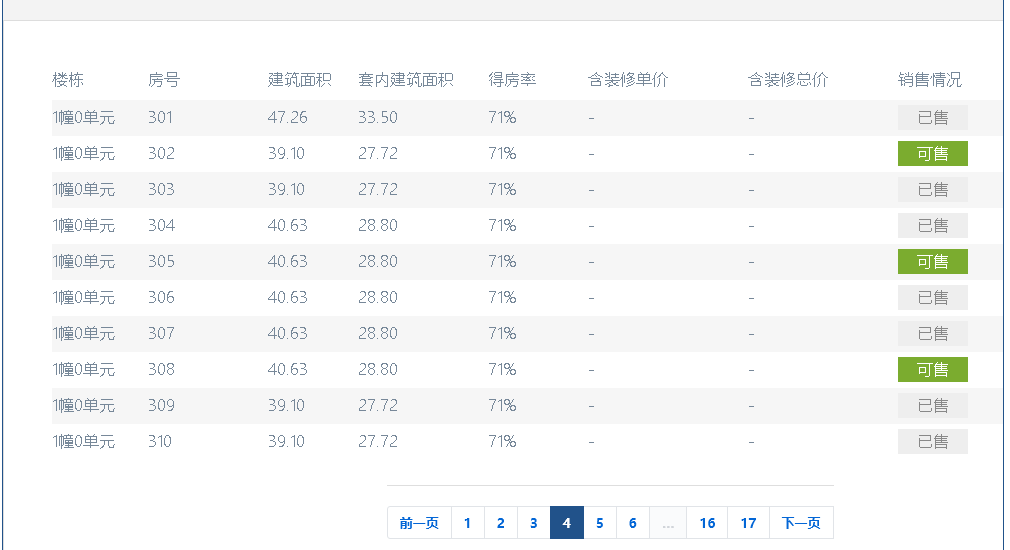 楼栋 房号 建筑面积 套内建筑面积 得房率 含装修单价 含装修总价 销售情况
1幢0单元 301 47.26 33.50 71% - - 已售
1幢0单元 302 39.10 27.72 71% - - 可售
1幢0单元 303 39.10 27.72 71% - - 已售
1幢0单元 304 40.63 28.80 71% - - 已售
1幢0单元 305 40.63 28.80 71% - - 可售
1幢0单元 306 40.63 28.80 71% - - 已售
1幢0单元 307 40.63 28.80 71% - - 已售
1幢0单元 308 40.63 28.80 71% - - 可售
1幢0单元 309 39.10 27.72 71% - - 已售
1幢0单元 310 39.10 27.72 71% - - 已售
前一页 1 2 3 4 5 6 ... 16 17 下一页